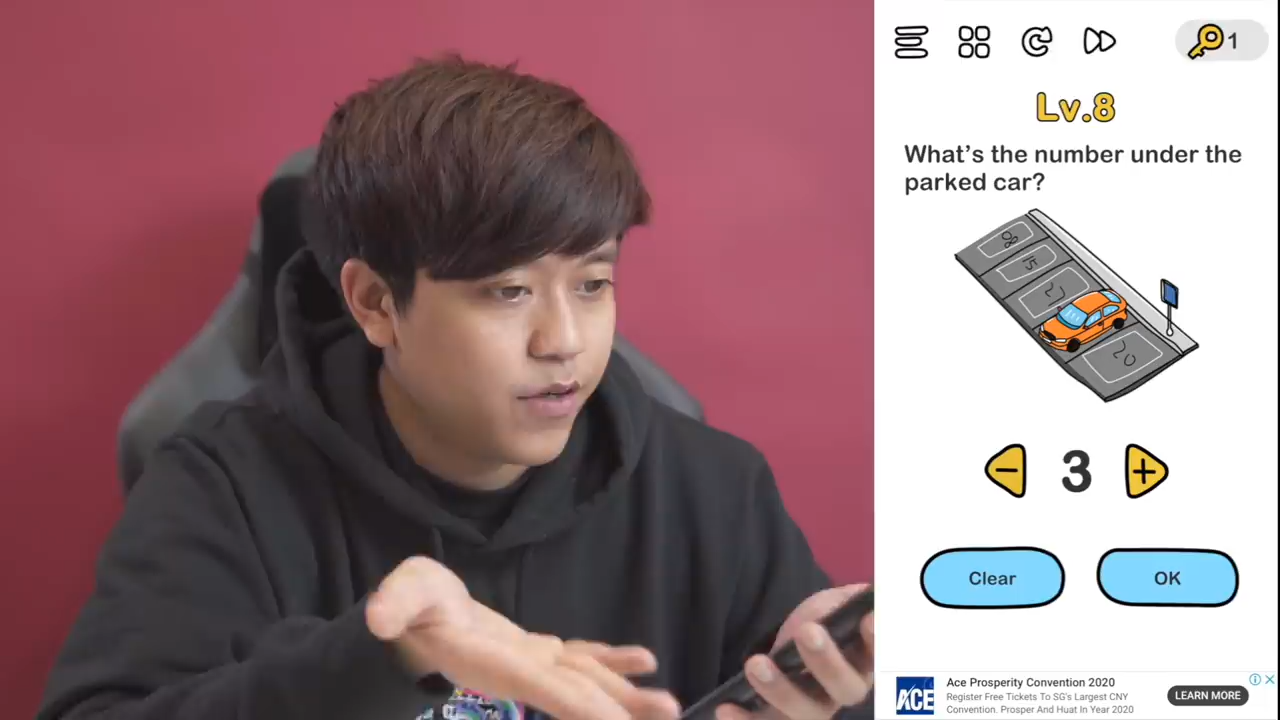 1
Lv.8
What's the number under the
parked car?
3
Clear
OK
ACE
Ace Prosperity Convention 2020
Register Free Tickets To SG's Largest CNY
Convention. Prosper And Huat In Year 2020
LEARN MORE